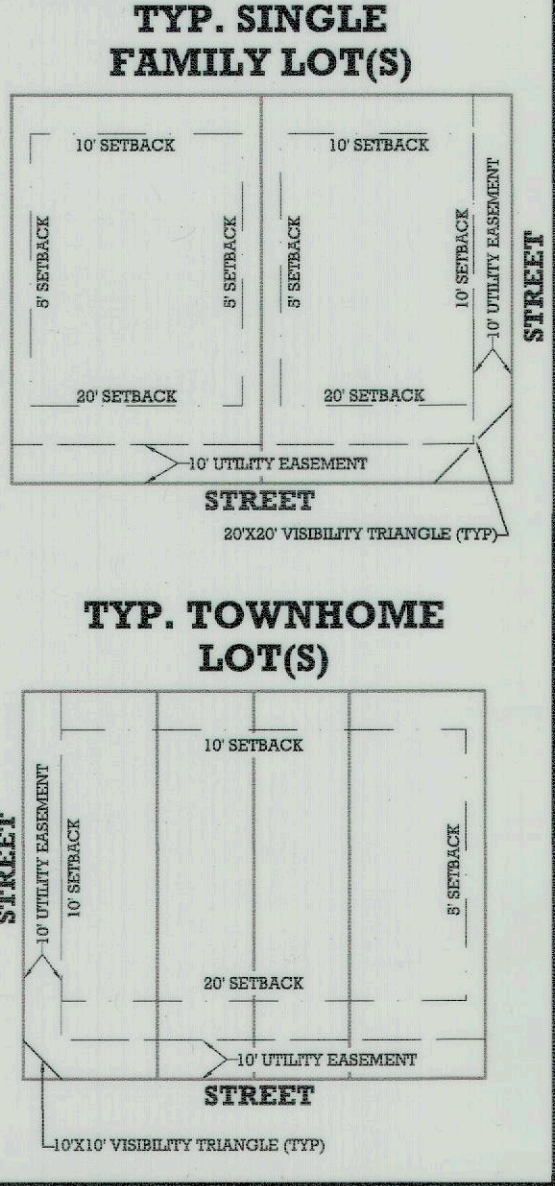 TYP. SINGLE
FAMILY LOT(S)
10' SETBACK
10' SETBACK
5' SETBACK
5' SETBACK
5' SETBACK
10' SETBACK
10' UTILITY EASEMENT
STREET
20' SETBACK
20' SETBACK
10' UTILITY EASEMENT
STREET
20'X20' VISIBILITY TRIANGLE (TYP)
TYP. TOWNHOME
LOT(S)
10' SETBACK
STREET
10' UTILITY EASEMENT
10' SETBACK
5' SETBACK
20' SETBACK
10' UTILITY EASEMENT
STREET
10'X10' VISIBILITY TRIANGLE (TYP)